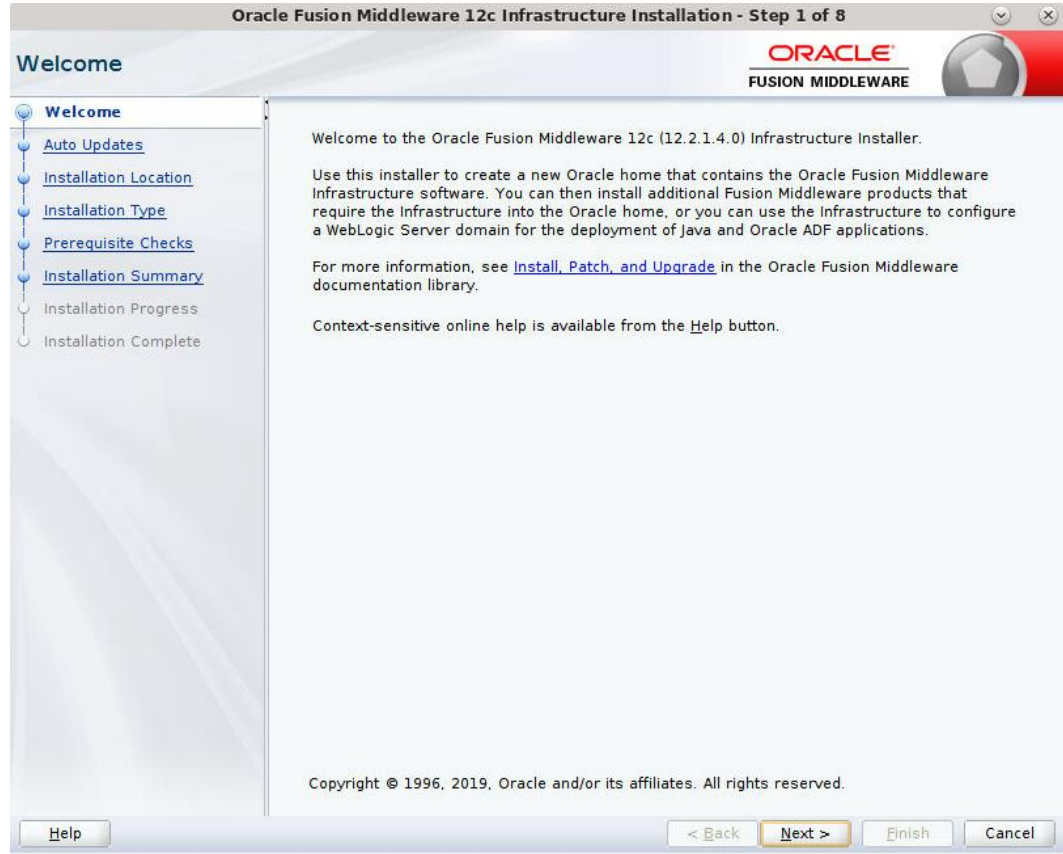 Oracle Fusion Middleware 12c Infrastructure Installation - Step 1 of 8
Welcome
ORACLE
FUSION MIDDLEWARE
Welcome
Auto Updates
Installation Location
Installation Type
Prerequisite Checks
Installation Summary
Installation Progress
Installation Complete
Welcome to the Oracle Fusion Middleware 12c (12.2.1.4.0) Infrastructure Installer.
Use this installer to create a new Oracle home that contains the Oracle Fusion Middleware
Infrastructure software. You can then install additional Fusion Middleware products that
require the Infrastructure into the Oracle home, or you can use the Infrastructure to configure
a WebLogic Server domain for the deployment of Java and Oracle ADF applications.
For more information, see Install, Patch, and Upgrade in the Oracle Fusion Middleware
documentation library.
Context-sensitive online help is available from the Help button.
Copyright © 1996, 2019, Oracle and/or its affiliates. All rights reserved.
Help
< Back
Next >
Finish
Cancel